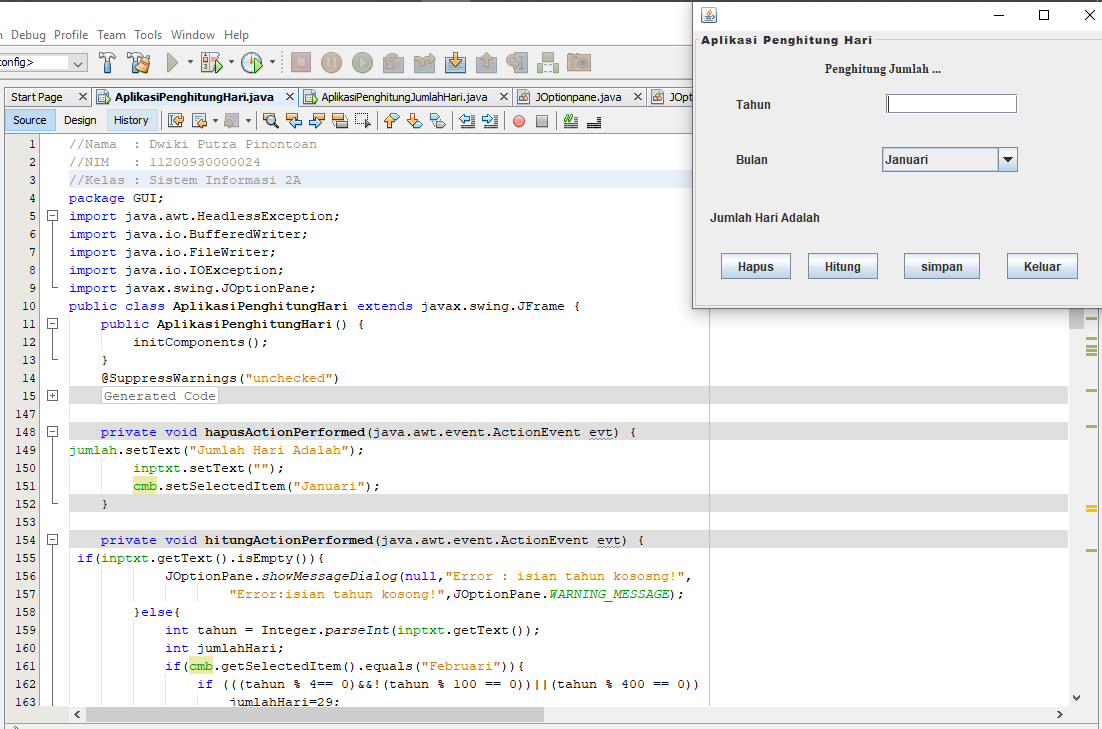 Debug Profile Team Tools Window Help
onfig>
Start Page AplikasiPenghitungHari.java AplikasiPenghitungJumlahHari.java JOptionpane.java JOpt
Source Design History
1 //Nama : Dwiki Putra Pinontoan
2 //NIM : 11200930000024
3 //Kelas : Sistem Informasi 2A
4 package GUI;
5 import java.awt.HeadlessException;
6 import java.io.BufferedWriter;
7 import java.io.FileWriter;
8 import java.io.IOException;
9 import javax.swing.JOptionPane;
10 public class AplikasiPenghitungHari extends javax.swing.JFrame {
11 public AplikasiPenghitungHari() {
12 initComponents();
13 }
14 @SuppressWarnings("unchecked")
15 Generated Code
147
148 private void hapusActionPerformed(java.awt.event.ActionEvent evt) {
149 jumlah.setText("Jumlah Hari Adalah");
150 inptxt.setText("");
151 cmb.setSelectedItem("Januari");
152 }
153
154 private void hitungActionPerformed(java.awt.event.ActionEvent evt) {
155 if(inptxt.getText().isEmpty()){
156 JOptionPane.showMessageDialog(null,"Error : isian tahun kososng!",
157 "Error:isian tahun kosong!",JOptionPane.WARNING_MESSAGE);
158 }else{
159 int tahun = Integer.parseInt(inptxt.getText());
160 int jumlahHari;
161 if(cmb.getSelectedItem().equals("Februari")){
162 if (((tahun % 4== 0)&&!(tahun % 100 == 0))||(tahun % 400 == 0))
163 jumlahHari=29;
Aplikasi Penghitung Hari
Penghitung Jumlah ...
Tahun
Bulan Januari
Jumlah Hari Adalah
Hapus Hitung simpan Keluar